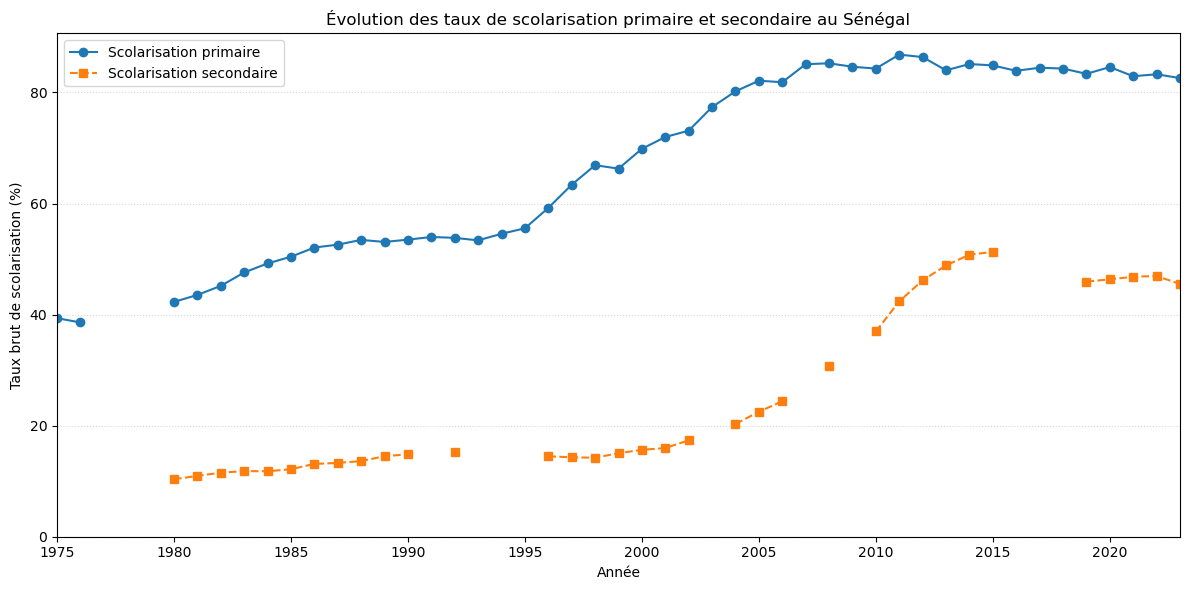 Évolution des taux de scolarisation primaire et secondaire au Sénégal
Scolarisation primaire
Scolarisation secondaire
Taux brut de scolarisation (%)
80
60
40
20
0
1975 1980 1985 1990 1995 2000 2005 2010 2015 2020
Année